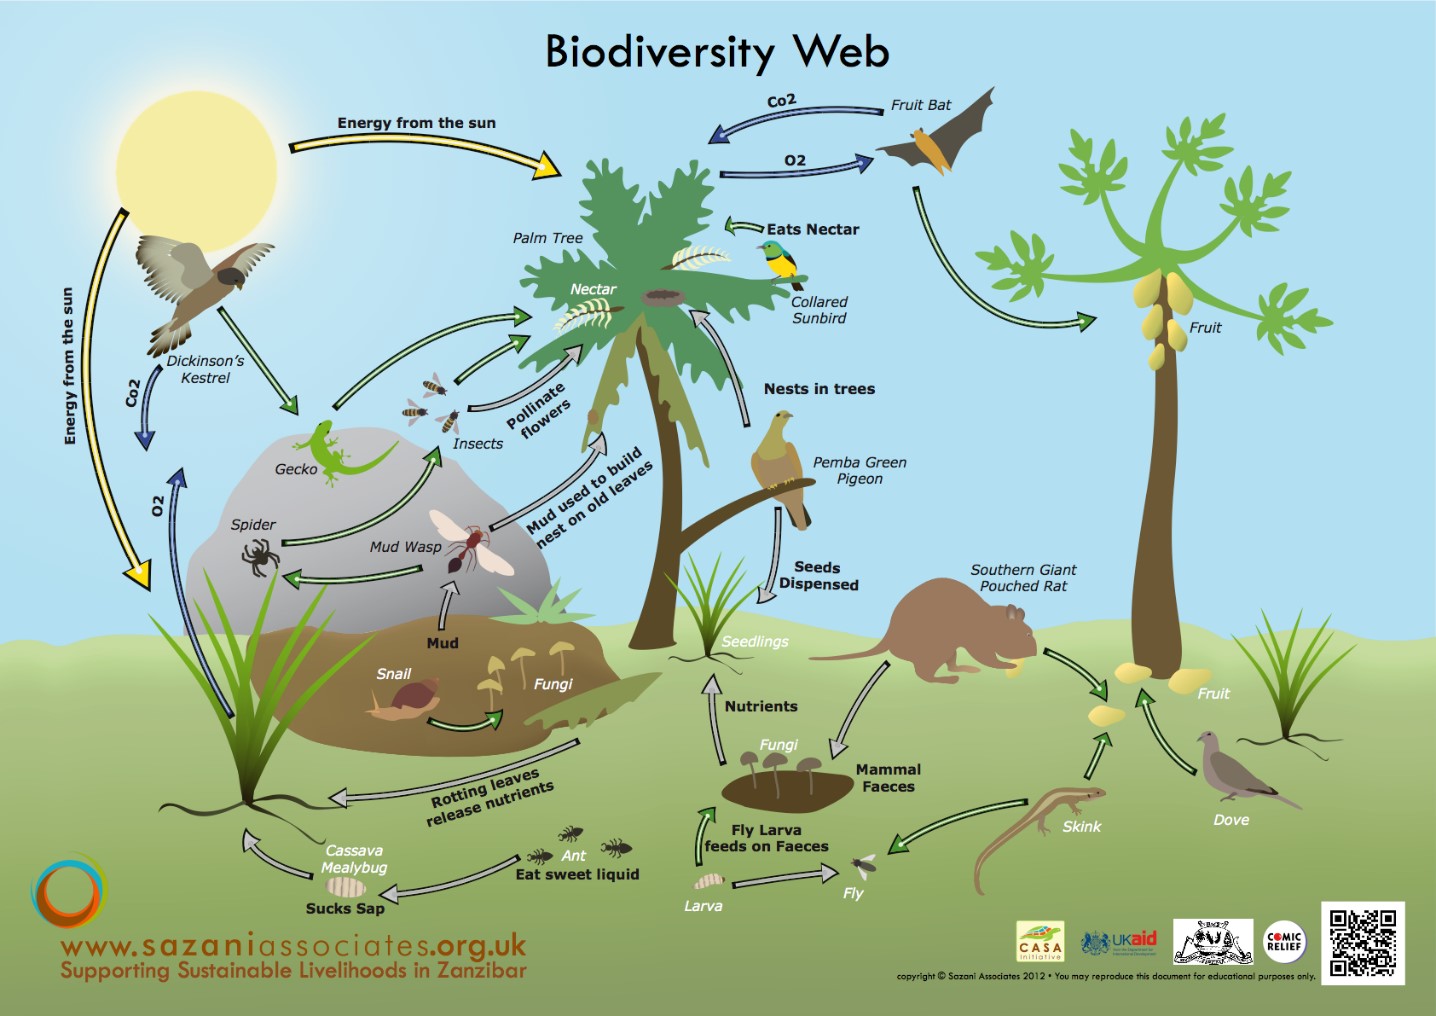 Biodiversity Web
Energy from the sun
Co2
Fruit Bat
O2
Palm Tree
Eats Nectar
Nectar
Collared
Sunbird
Fruit
Energy from the sun
Dickinson's
Kestrel
Co2
O2
Gecko
Insects
Pollinate
flowers
Nests in trees
Pemba Green
Pigeon
Mud used to build
nest on old leaves
Spider
Mud Wasp
Mud
Seeds
Dispensed
Southern Giant
Pouched Rat
Seedlings
Snail
Fungi
Fruit
Nutrients
Fungi
Mammal
Faeces
Rotting leaves
release nutrients
Fly Larva
feeds on Faeces
Skink
Dove
Cassava
Mealybug
Sucks Sap
Ant
Eat sweet liquid
Larva
Fly
www.sazaniassociates.org.uk
Supporting Sustainable Livelihoods in Zanzibar
CASA
initiative
UKaid
COMIC
RELIEF
copyright © Sazani Associates 2012 • You may reproduce this document for educational purposes only.